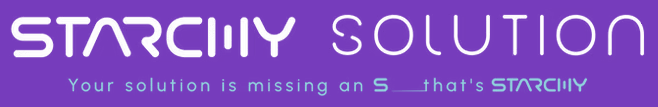 STARCHY SOLUTION
Your solution is missing an S___that's STARCHY